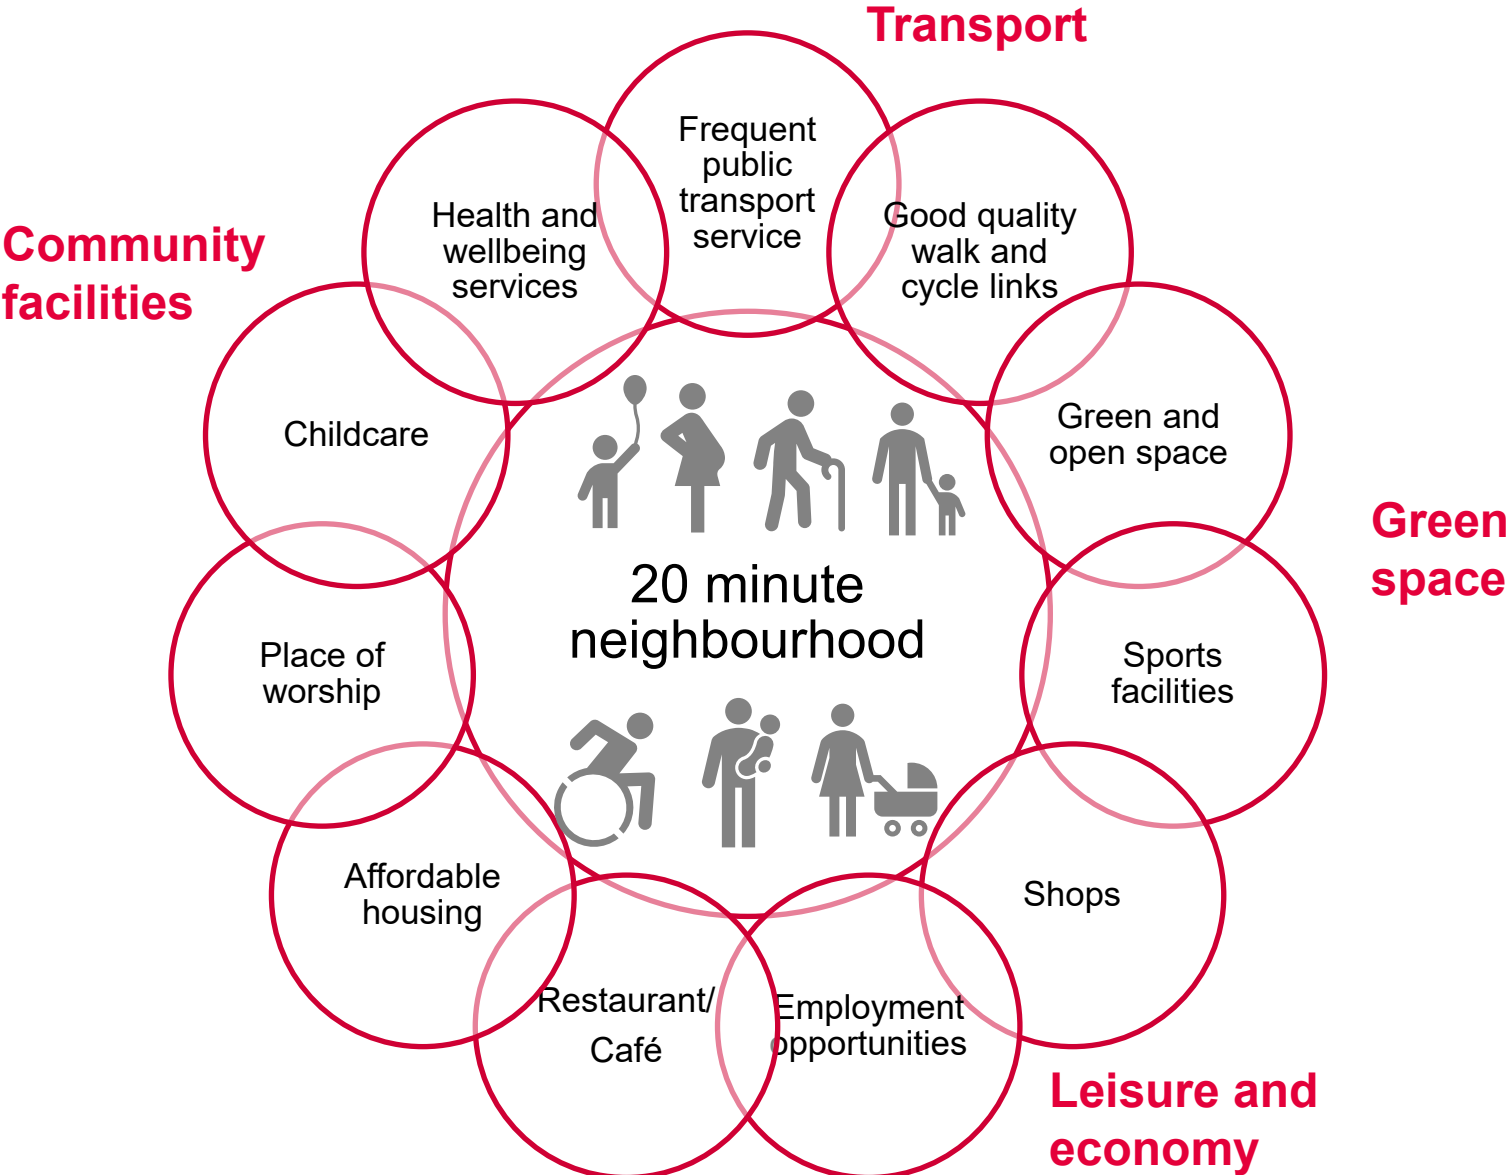 Transport
Frequent
public
transport
service
Good quality
walk and
cycle links
Health and
wellbeing
services
Community
facilities
Childcare
Green and
open space
Green
space
20 minute
neighbourhood
Place of
worship
Sports
facilities
Affordable
housing
Shops
Restaurant/
Café
Employment
opportunities
Leisure and
economy